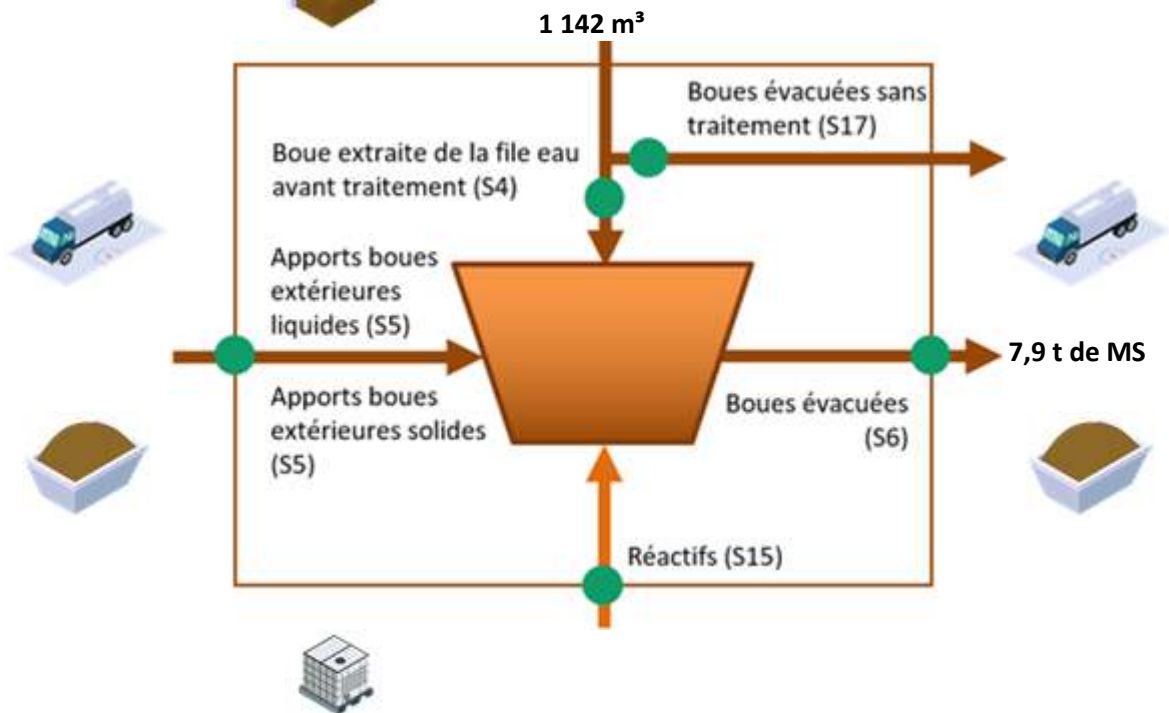 1 142 m³
Boues évacuées sans
traitement (S17)
Boue extraite de la file eau
avant traitement (S4)
Apports boues
extérieures
liquides (S5)
7,9 t de MS
Apports boues
extérieures solides
(S5)
Boues évacuées
(S6)
Réactifs (S15)